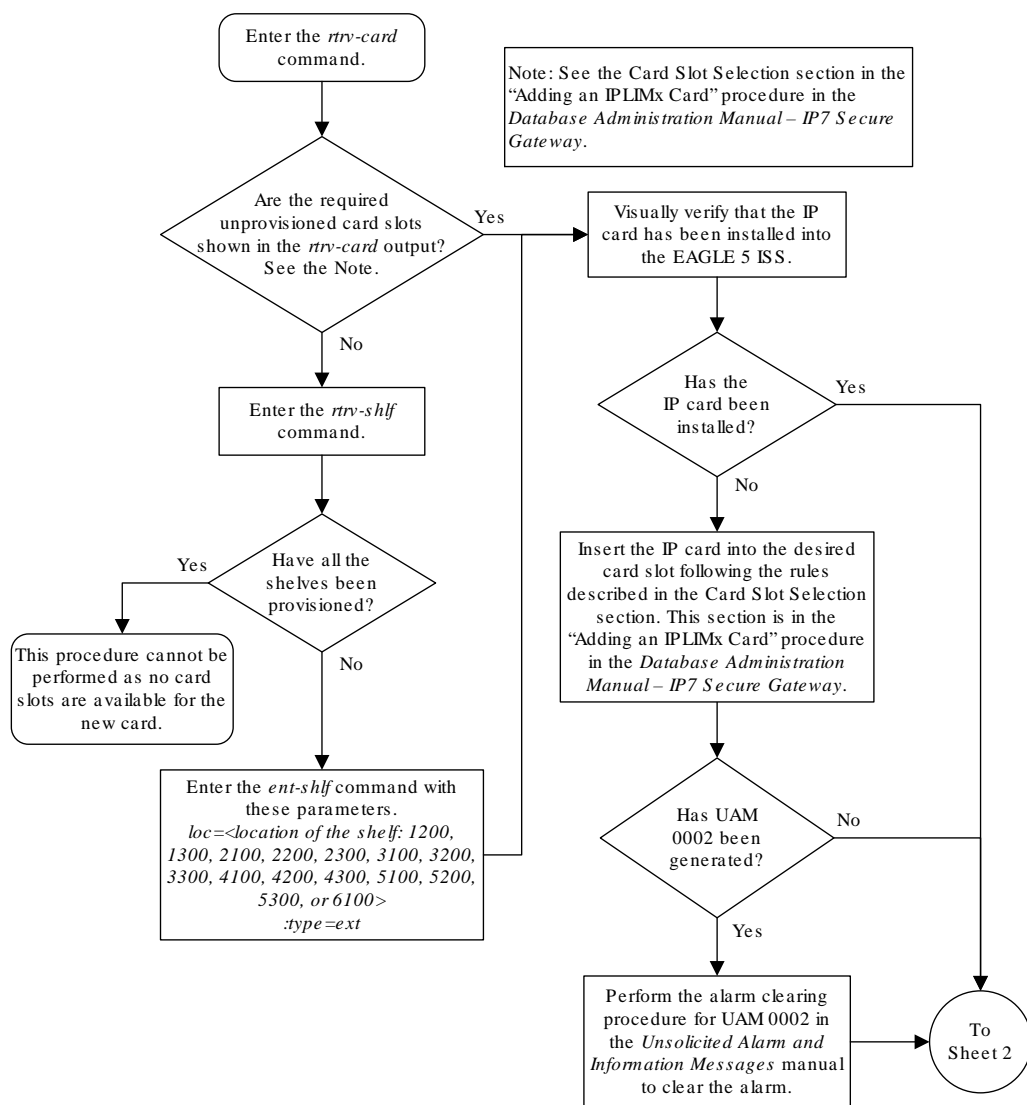 Enter the rtrv-card
command.
Note: See the Card Slot Selection section in the
“Adding an IPLIMx Card” procedure in the
Database Administration Manual – IP7 Secure
Gateway.
Are the required
unprovisioned card slots
shown in the rtrv-card output?
See the Note.
Yes
No
Enter the rtrv-shlf
command.
Have all the
shelves been
provisioned?
Yes
No
This procedure cannot be
performed as no card
slots are available for the
new card.
Enter the ent-shlf command with
these parameters.
loc=<location of the shelf: 1200,
1300, 2100, 2200, 2300, 3100, 3200,
3300, 4100, 4200, 4300, 5100, 5200,
5300, or 6100>
:type=ext
Visually verify that the IP
card has been installed into
the EAGLE 5 ISS.
Has the
IP card been
installed?
Yes
No
Insert the IP card into the desired
card slot following the rules
described in the Card Slot Selection
section. This section is in the
“Adding an IPLIMx Card” procedure
in the Database Administration
Manual – IP7 Secure Gateway.
Has UAM
0002 been
generated?
No
Yes
Perform the alarm clearing
procedure for UAM 0002 in
the Unsolicited Alarm and
Information Messages manual
to clear the alarm.
To
Sheet 2